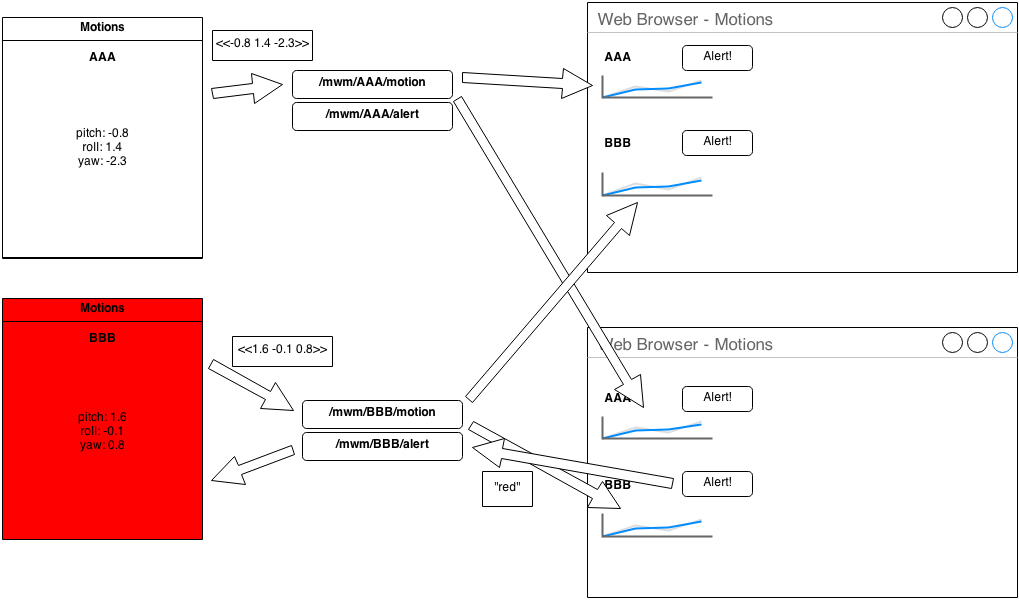 Motions
AAA
pitch: -0.8
roll: 1.4
yaw: -2.3
<<-0.8 1.4 -2.3>>
/mwm/AAA/motion
/mwm/AAA/alert
Web Browser - Motions
AAA
Alert!
BBB
Alert!
Motions
BBB
pitch: 1.6
roll: -0.1
yaw: 0.8
<<1.6 -0.1 0.8>>
/mwm/BBB/motion
/mwm/BBB/alert
"red"
Web Browser - Motions
AAA
Alert!
BBB
Alert!